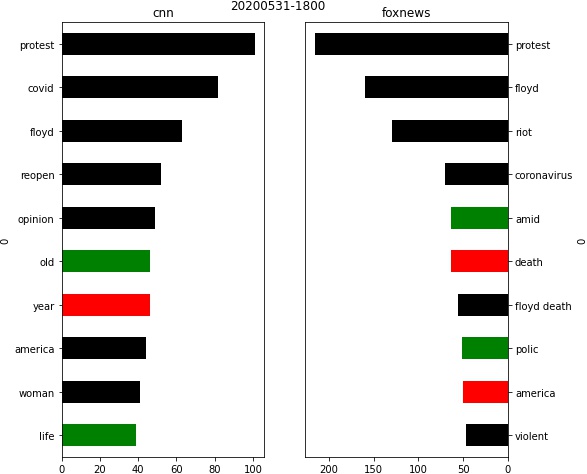 20200531-1800
cnn
protest
covid
floyd
reopen
opinion
old
year
america
woman
life
0
0 20 40 60 80 100
foxnews
protest
floyd
riot
coronavirus
amid
death
floyd death
polic
america
violent
0
200 150 100 50 0